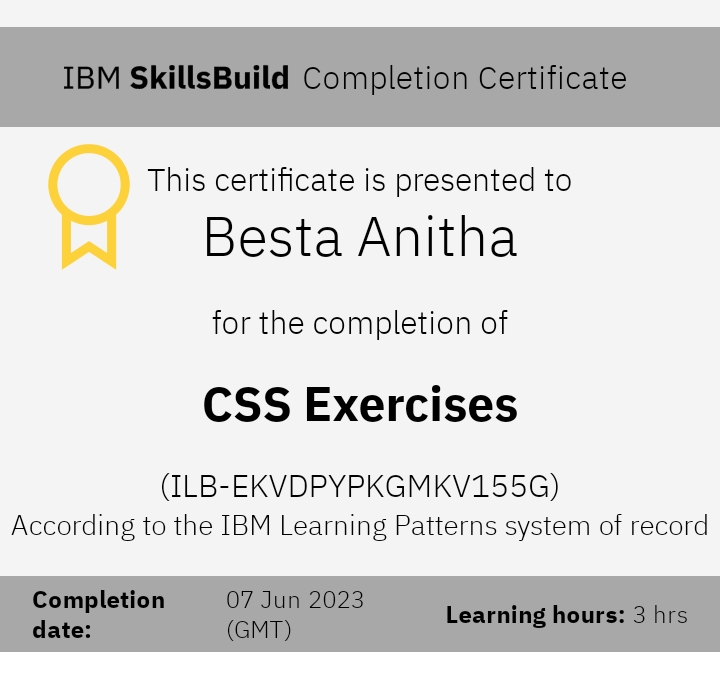 IBM SkillsBuild Completion Certificate
This certificate is presented to
Besta Anitha
for the completion of
CSS Exercises
(ILB-EKVDPYPKGMKV155G)
According to the IBM Learning Patterns system of record
Completion date:
07 Jun 2023 (GMT)
Learning hours: 3 hrs